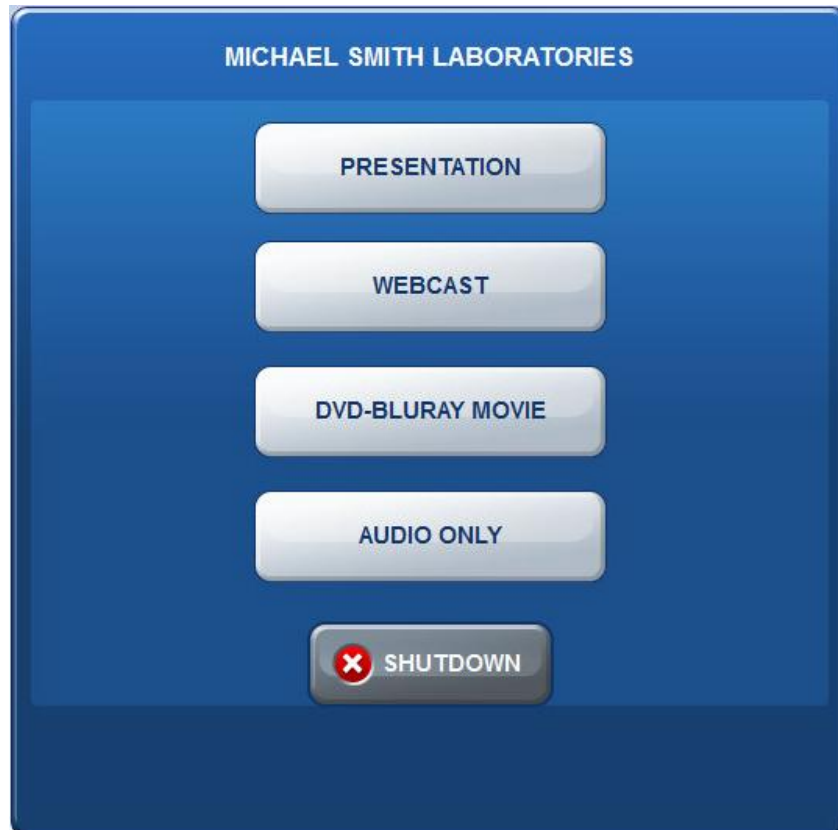 MICHAEL SMITH LABORATORIES
PRESENTATION
WEBCAST
DVD-BLURAY MOVIE
AUDIO ONLY
SHUTDOWN